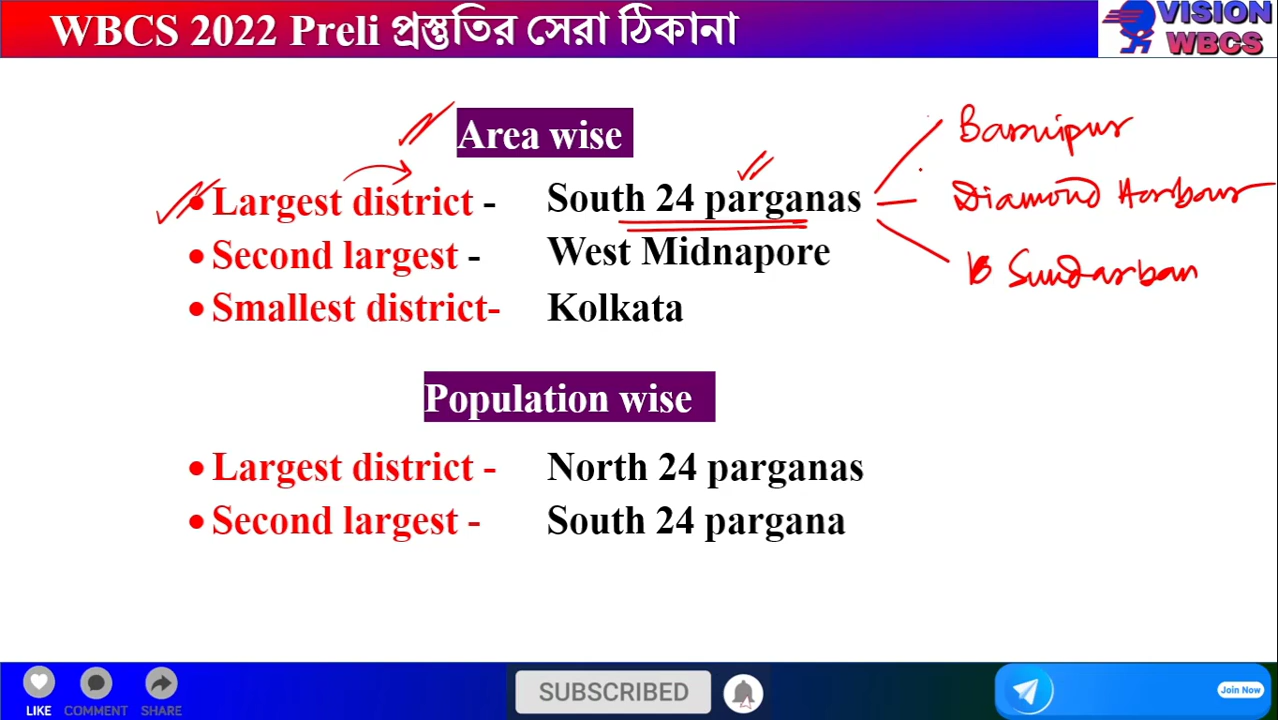 WBCS 2022 Preli প্রস্তুতির সেরা ঠিকানা
VISION
WBCS
Area wise
• Largest district - South 24 parganas
• Second largest - West Midnapore
• Smallest district- Kolkata
Baruipur
Diamond Harbour
Sundarban
Population wise
• Largest district - North 24 parganas
• Second largest - South 24 pargana
LIKE COMMENT SHARE
SUBSCRIBED
Join Now